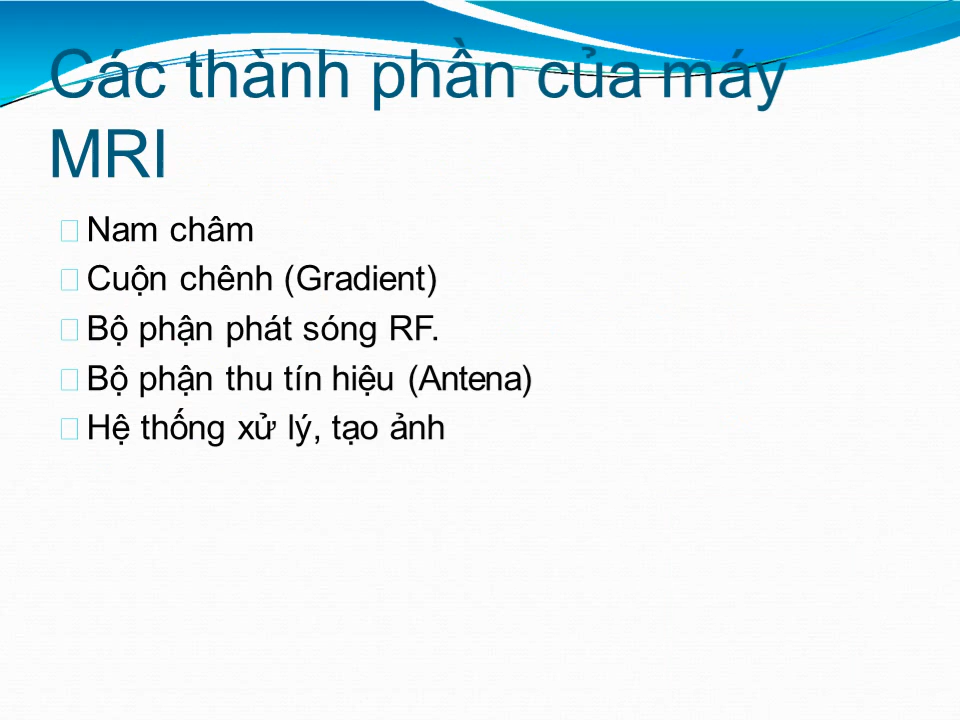 Các thành phần của máy
MRI
Nam châm
Cuộn chênh (Gradient)
Bộ phận phát sóng RF.
Bộ phận thu tín hiệu (Antena)
Hệ thống xử lý, tạo ảnh